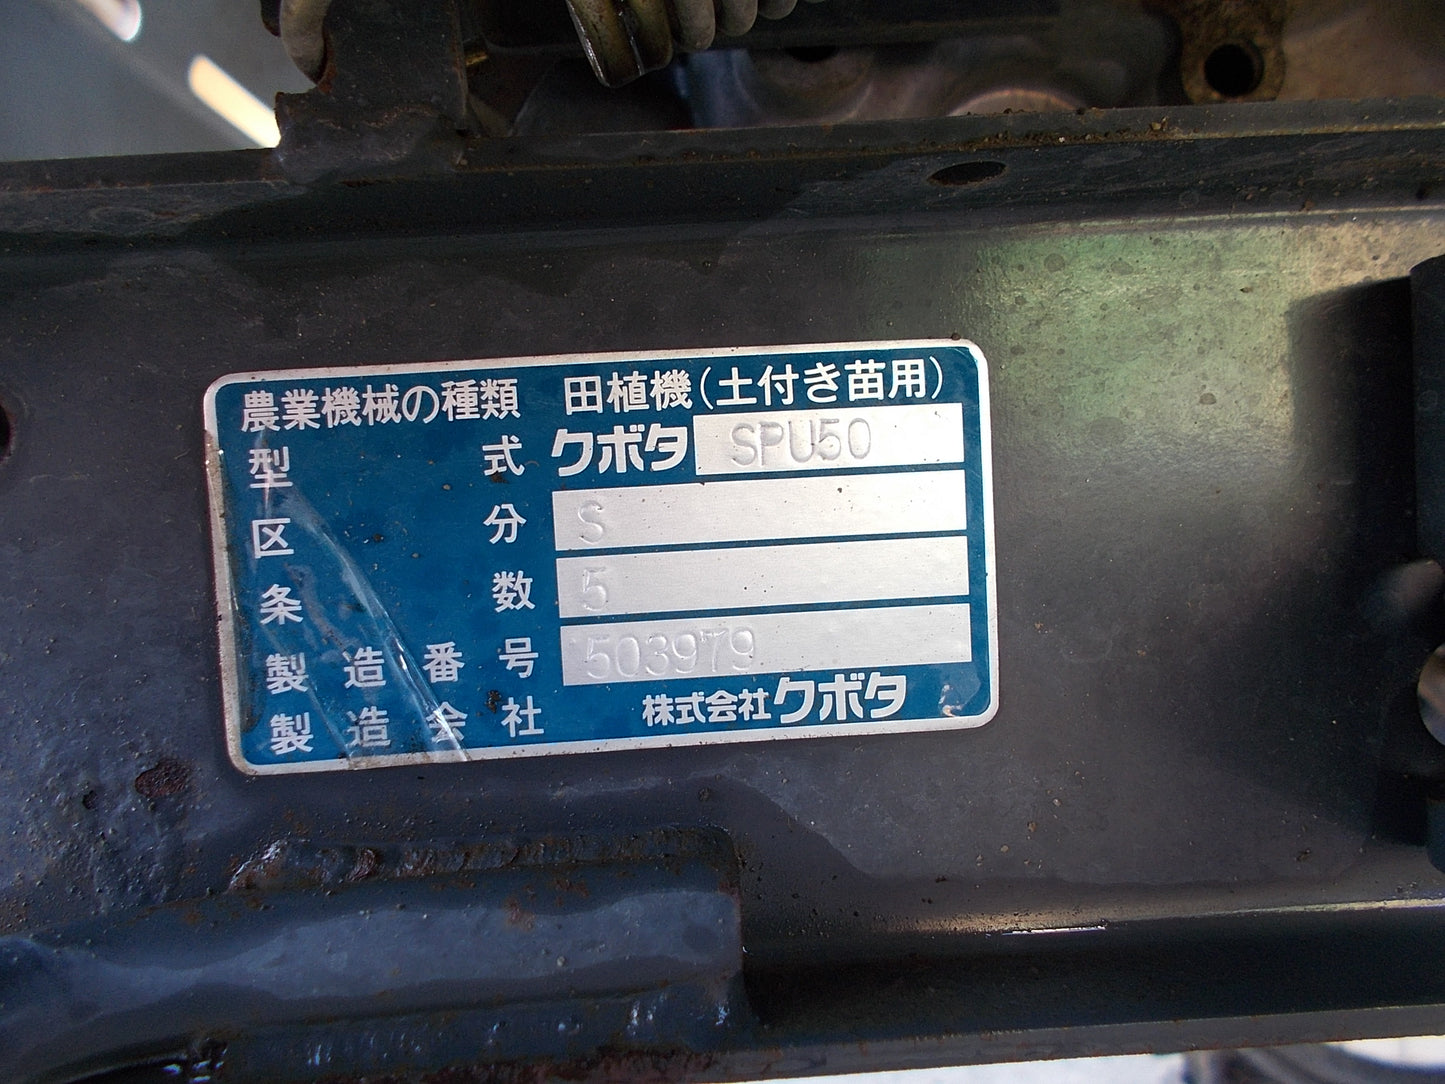 農業機械の種類 田植機(土付き苗用)
型式 クボタ SPU50
区分 S
条数 5
製造番号 503979
製造会社 株式会社クボタ